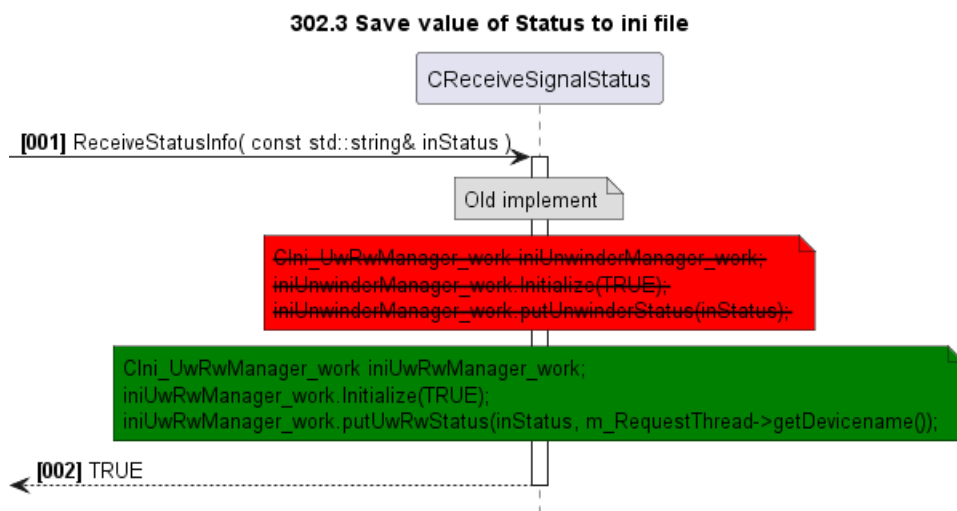 302.3 Save value of Status to ini file
CReceiveSignalStatus
[001] ReceiveStatusInfo( const std::string& inStatus )
Old implement
CIni_UwRwManager_work iniUnwinderManager_work;
iniUnwinderManager_work.Initialize(TRUE);
iniUnwinderManager_work.putUnwinderStatus(inStatus);
CIni_UwRwManager_work iniUwRwManager_work;
iniUwRwManager_work.Initialize(TRUE);
iniUwRwManager_work.putUwRwStatus(inStatus, m_RequestThread->getDevicename());
[002] TRUE